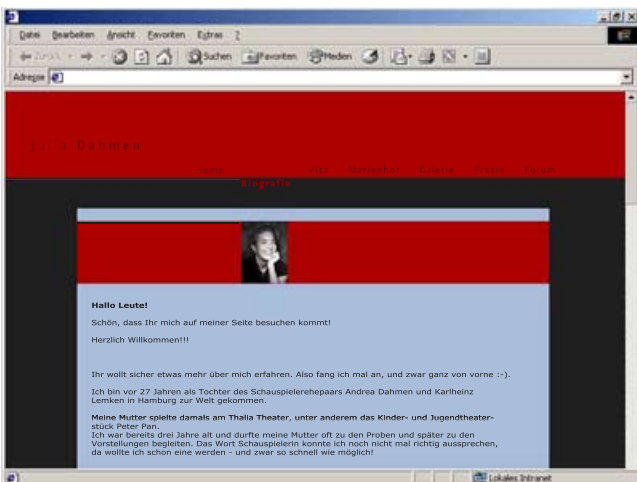 Datei Bearbeiten Ansicht Favoriten Extras ?
Zurück Suchen Favoriten Medien
Adresse
Julia Dahmen
Home Biografie Vita Marienhof Galerie Presse Forum
Hallo Leute!
Schön, dass Ihr mich auf meiner Seite besuchen kommt!
Herzlich Willkommen!!!
Ihr wollt sicher etwas mehr über mich erfahren. Also fang ich mal an, und zwar ganz von vorne :-).
Ich bin vor 27 Jahren als Tochter des Schauspielerehepaars Andrea Dahmen und Karlheinz
Lemken in Hamburg zur Welt gekommen.
Meine Mutter spielte damals am Thalia Theater, unter anderem das Kinder- und Jugendtheater-
stück Peter Pan.
Ich war bereits drei Jahre alt und durfte meine Mutter oft zu den Proben und später zu den
Vorstellungen begleiten. Das Wort Schauspielerin konnte ich noch nicht mal richtig aussprechen,
da wollte ich schon eine werden - und zwar so schnell wie möglich!
Lokales Intranet